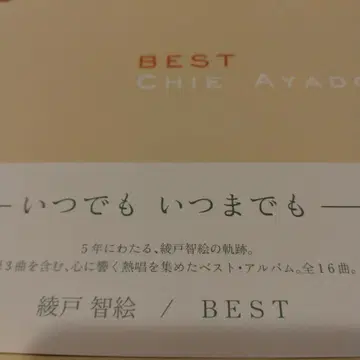 BEST
CHIE AYADO
いつでも いつまでも
5年にわたる、綾戸智絵の軌跡。
3曲を含む、心に響く熱唱を集めたベスト・アルバム。全16曲。
綾戸 智絵 / BEST